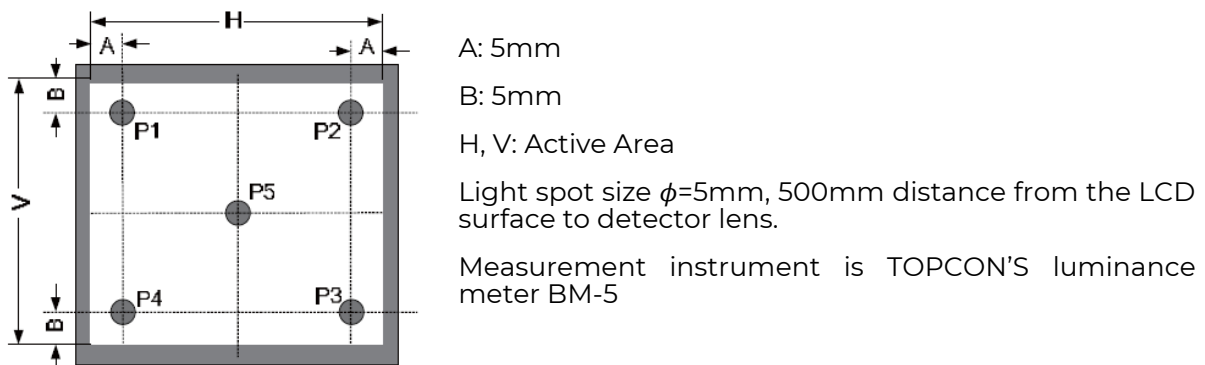 H
A
A
B
P1
P2
P5
V
P4
P3
B
A: 5mm
B: 5mm
H, V: Active Area
Light spot size ϕ=5mm, 500mm distance from the LCD
surface to detector lens.
Measurement instrument is TOPCON’S luminance
meter BM-5